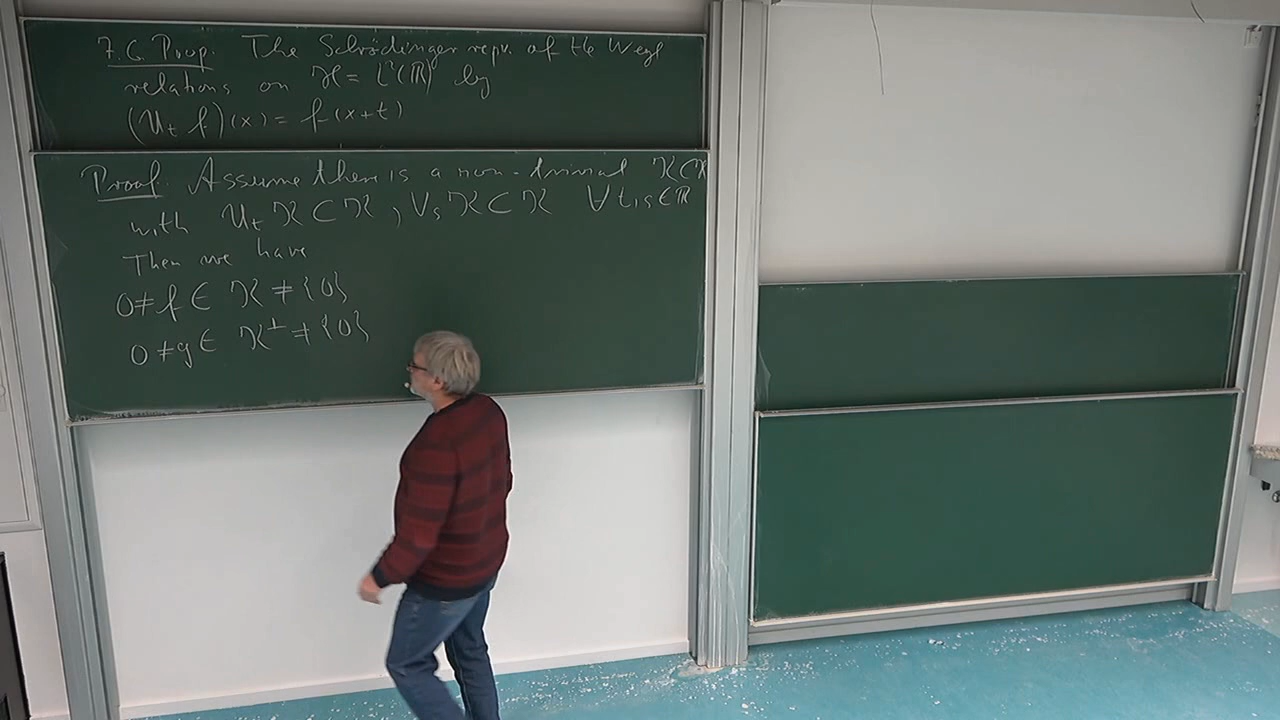 7.6. Prop. The Schrödinger repr. of the Weyl
relations on ℋ = L²(ℝ) by
(U_t f)(x) = f(x+t)
Proof. Assume there is a non-trivial 𝒦 ⊂ ℋ
with U_t 𝒦 ⊂ 𝒦, V_s 𝒦 ⊂ 𝒦 ∀ t,s ∈ ℝ
Then we have
0 ≠ f ∈ 𝒦 ≠ {0}
0 ≠ g ∈ 𝒦^⊥ ≠ {0}